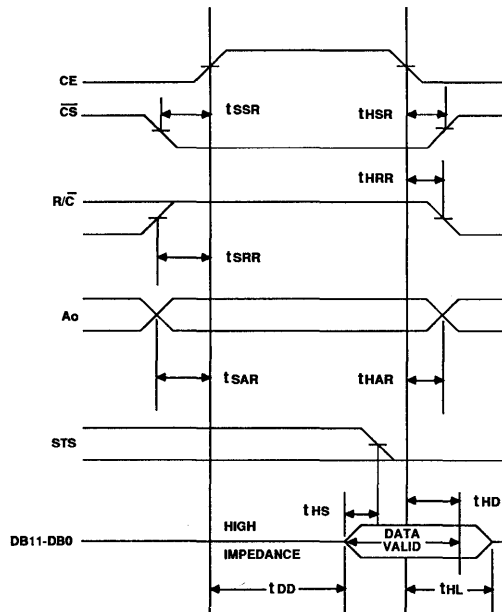 CE
tSSR
tHSR
C̅S̅
tHRR
R/C̅
tSRR
Ao
tSAR
tHAR
STS
tHS
tHD
DB11-DB0
HIGH
IMPEDANCE
DATA
VALID
tDD
tHL